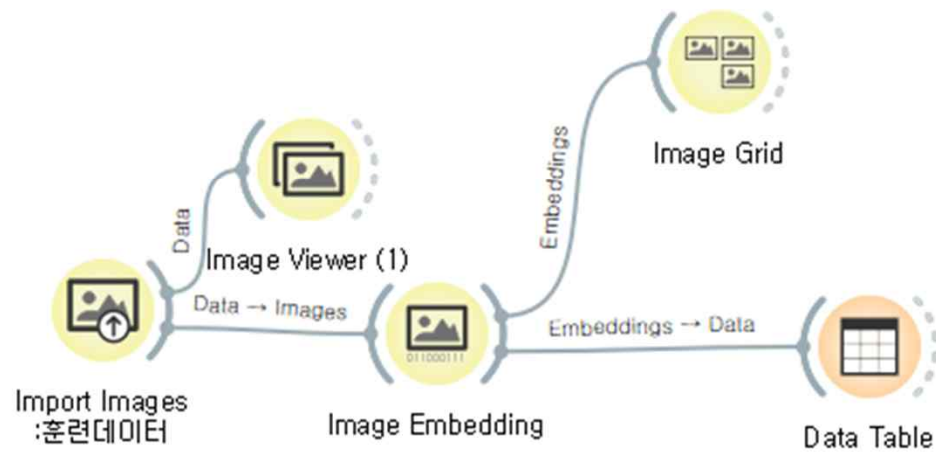 Embeddings
Image Grid
Data
Image Viewer (1)
Data → Images
Embeddings → Data
011000111
Import Images
:훈련데이터
Image Embedding
Data Table